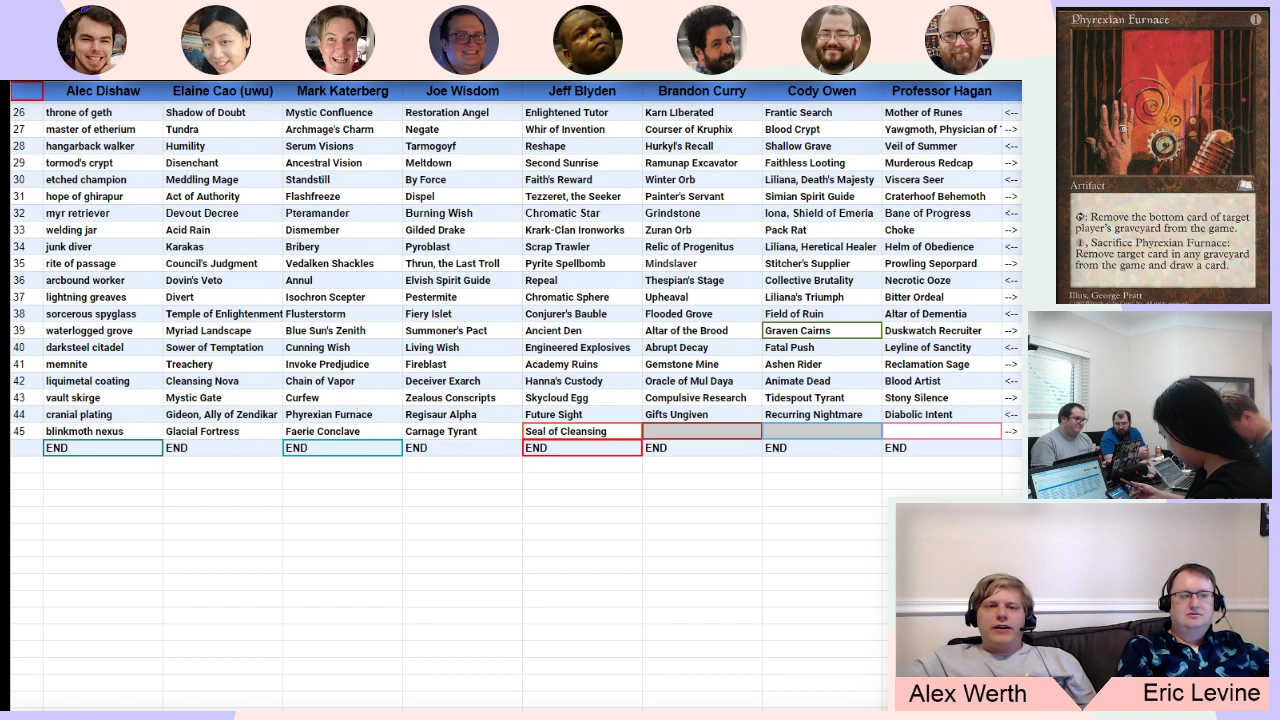 Alec Dishaw Elaine Cao (uwu) Mark Katerberg Joe Wisdom Jeff Blyden Brandon Curry Cody Owen Professor Hagan
26 throne of geth Shadow of Doubt Mystic Confluence Restoration Angel Enlightened Tutor Karn LIberated Frantic Search Mother of Runes <--
27 master of etherium Tundra Archmage's Charm Negate Whir of Invention Courser of Kruphix Blood Crypt Yawgmoth, Physician of -->
28 hangarback walker Humility Serum Visions Tarmogoyf Reshape Hurkyl's Recall Shallow Grave Veil of Summer <--
29 tormod's crypt Disenchant Ancestral Vision Meltdown Second Sunrise Ramunap Excavator Faithless Looting Murderous Redcap -->
30 etched champion Meddling Mage Standstill By Force Faith's Reward Winter Orb Liliana, Death's Majesty Viscera Seer <--
31 hope of ghirapur Act of Authority Flashfreeze Dispel Tezzeret, the Seeker Painter's Servant Simian Spirit Guide Craterhoof Behemoth -->
32 myr retriever Devout Decree Pteramander Burning Wish Chromatic Star Grindstone Iona, Shield of Emeria Bane of Progress <--
33 welding jar Acid Rain Dismember Gilded Drake Krark-Clan Ironworks Zuran Orb Pack Rat Choke -->
34 junk diver Karakas Bribery Pyroblast Scrap Trawler Relic of Progenitus Liliana, Heretical Healer Helm of Obedience <--
35 rite of passage Council's Judgment Vedalken Shackles Thrun, the Last Troll Pyrite Spellbomb Mindslaver Stitcher's Supplier Prowling Serpopard -->
36 arcbound worker Dovin's Veto Annul Elvish Spirit Guide Repeal Thespian's Stage Collective Brutality Necrotic Ooze <--
37 lightning greaves Divert Isochron Scepter Pestermite Chromatic Sphere Upheaval Liliana's Triumph Bitter Ordeal -->
38 sorcerous spyglass Temple of Enlightenment Flusterstorm Fiery Islet Conjurer's Bauble Flooded Grove Field of Ruin Altar of Dementia <--
39 waterlogged grove Myriad Landscape Blue Sun's Zenith Summoner's Pact Ancient Den Altar of the Brood Graven Cairns Duskwatch Recruiter -->
40 darksteel citadel Sower of Temptation Cunning Wish Living Wish Engineered Explosives Abrupt Decay Fatal Push Leyline of Sanctity <--
41 memnite Treachery Invoke Predjudice Fireblast Academy Ruins Gemstone Mine Ashen Rider Reclamation Sage -->
42 liquimetal coating Cleansing Nova Chain of Vapor Deceiver Exarch Hanna's Custody Oracle of Mul Daya Animate Dead Blood Artist <--
43 vault skirge Mystic Gate Curfew Zealous Conscripts Skycloud Egg Compulsive Research Tidespout Tyrant Stony Silence -->
44 cranial plating Gideon, Ally of Zendikar Phyrexian Furnace Regisaur Alpha Future Sight Gifts Ungiven Recurring Nightmare Diabolic Intent <--
45 blinkmoth nexus Glacial Fortress Faerie Conclave Carnage Tyrant Seal of Cleansing -->
END END END END END END END END
Phyrexian Furnace 1
Artifact
: Remove the bottom card of target
player's graveyard from the game.
1, Sacrifice Phyrexian Furnace:
Remove target card in any graveyard
from the game and draw a card.
Illus. George Pratt
Alex Werth
Eric Levine